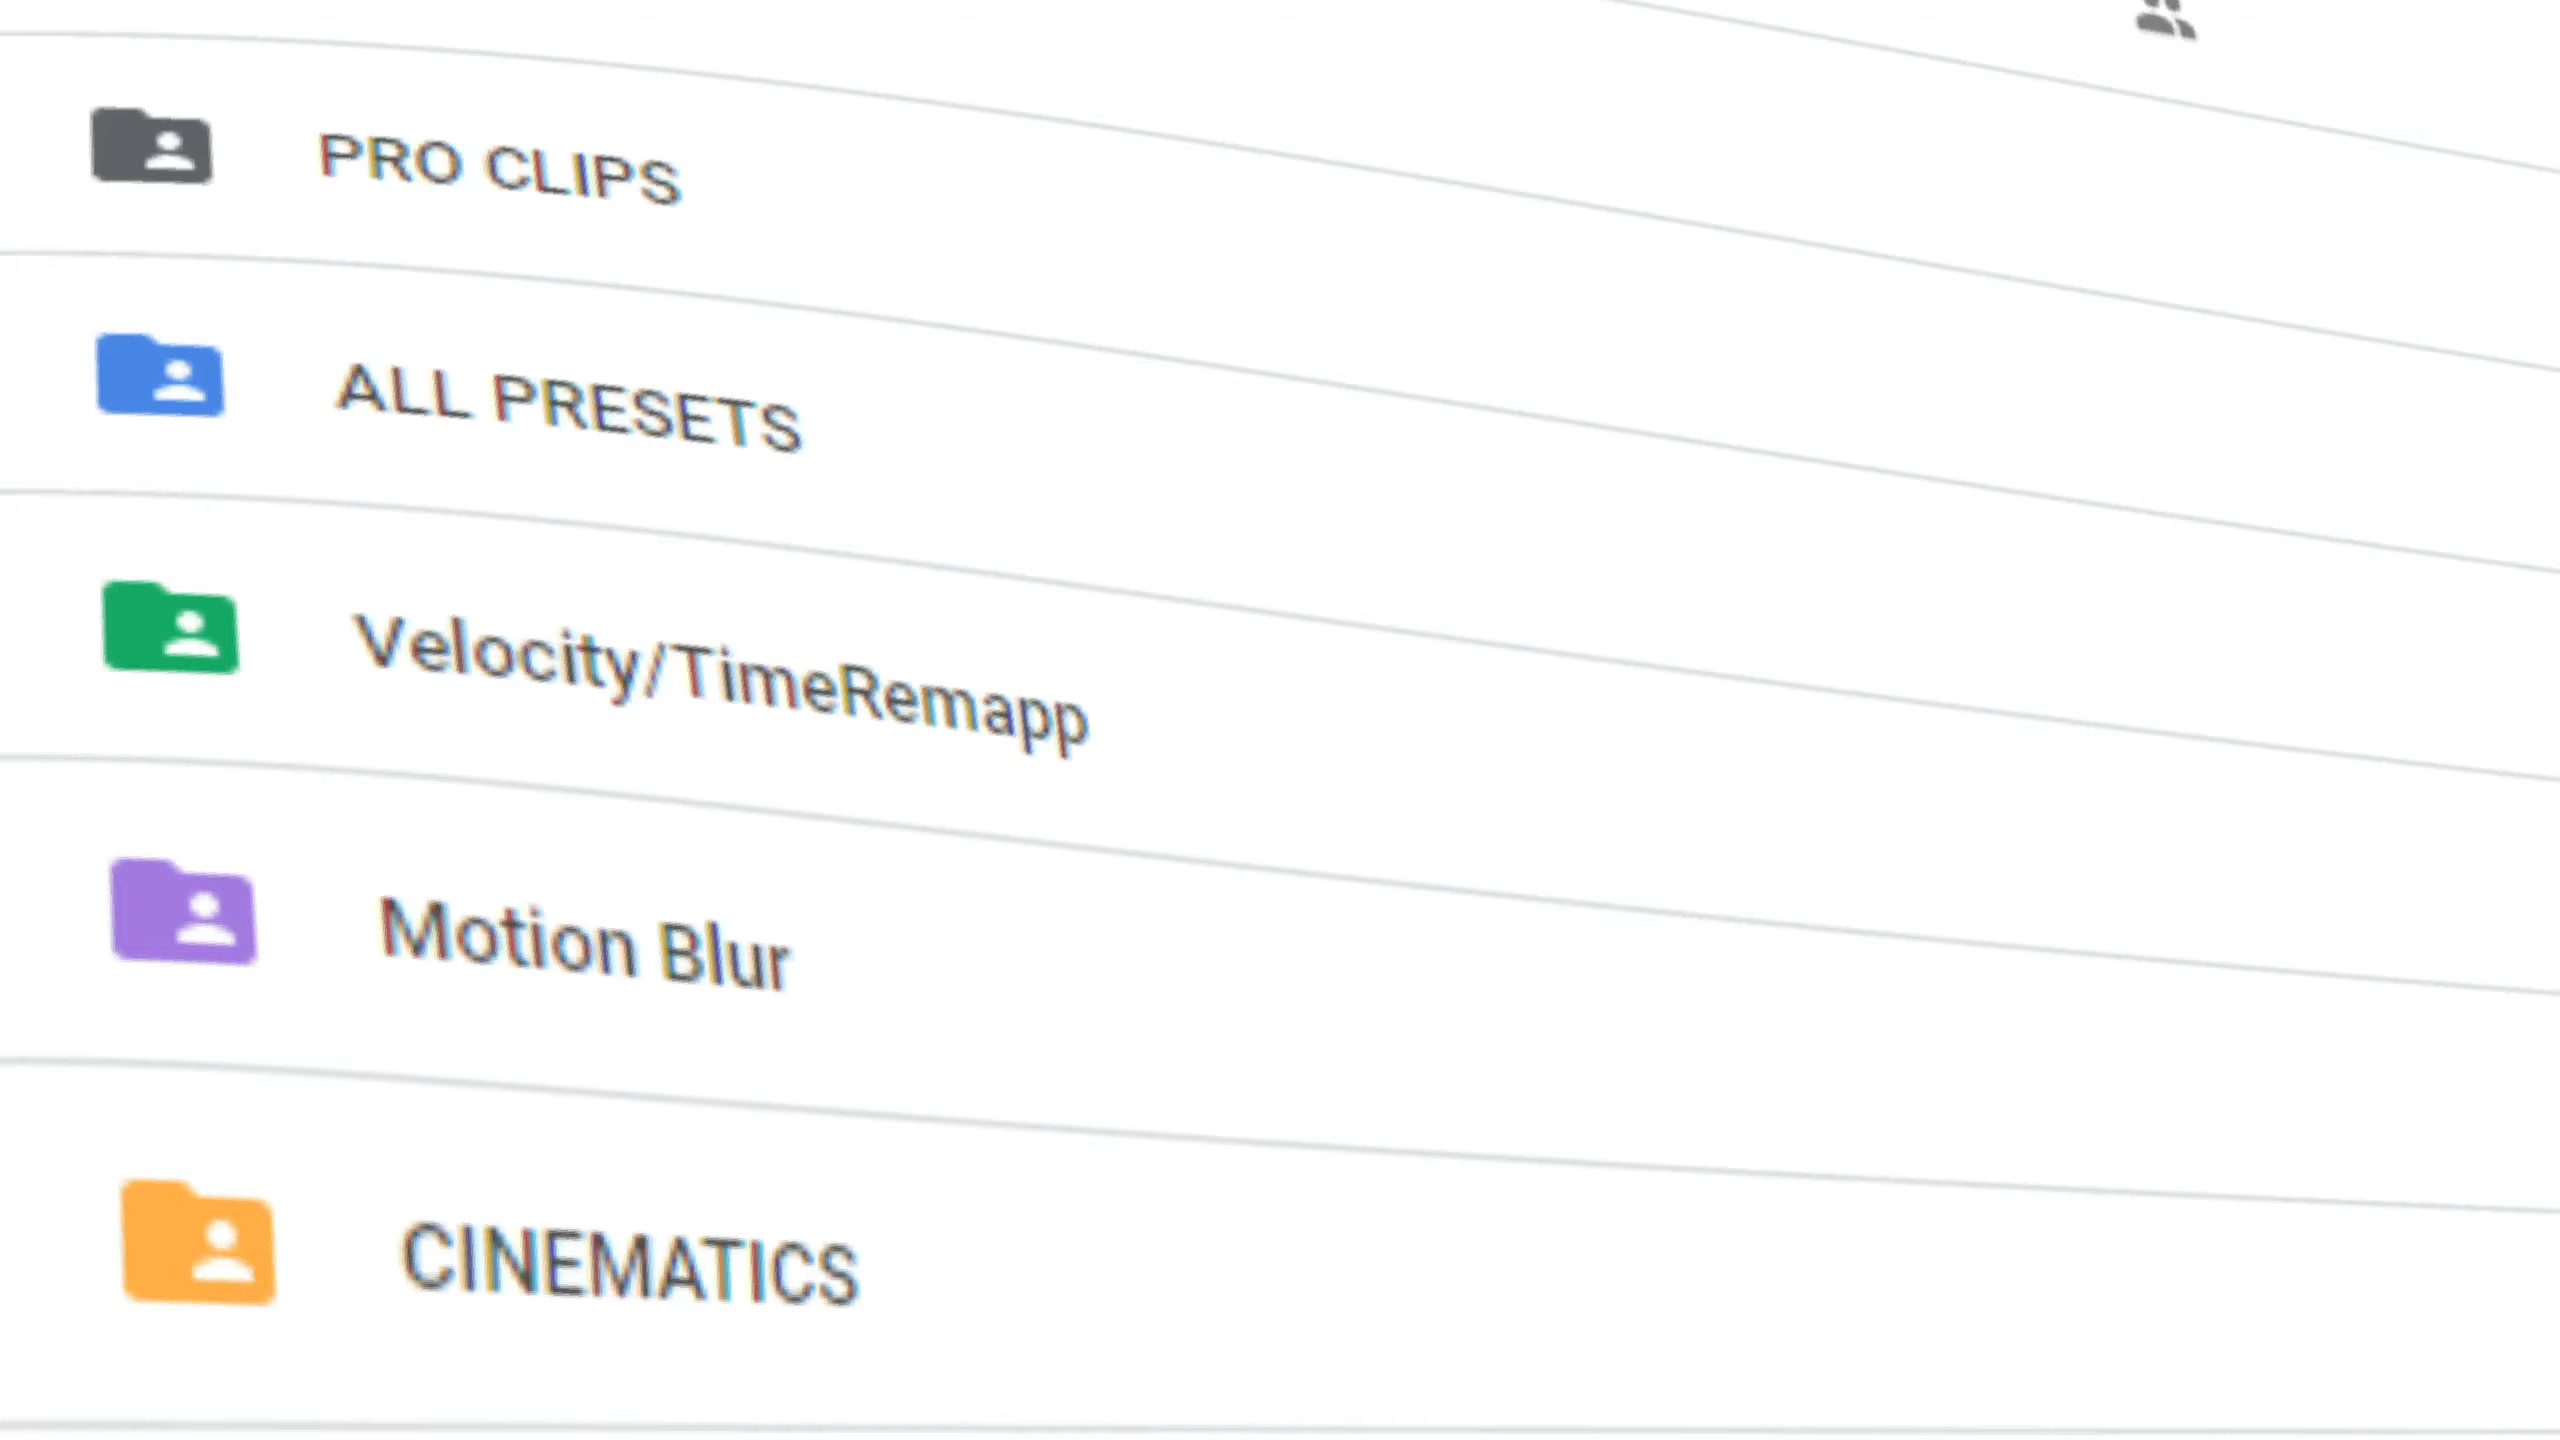 PRO CLIPS
ALL PRESETS
Velocity/TimeRemapp
Motion Blur
CINEMATICS